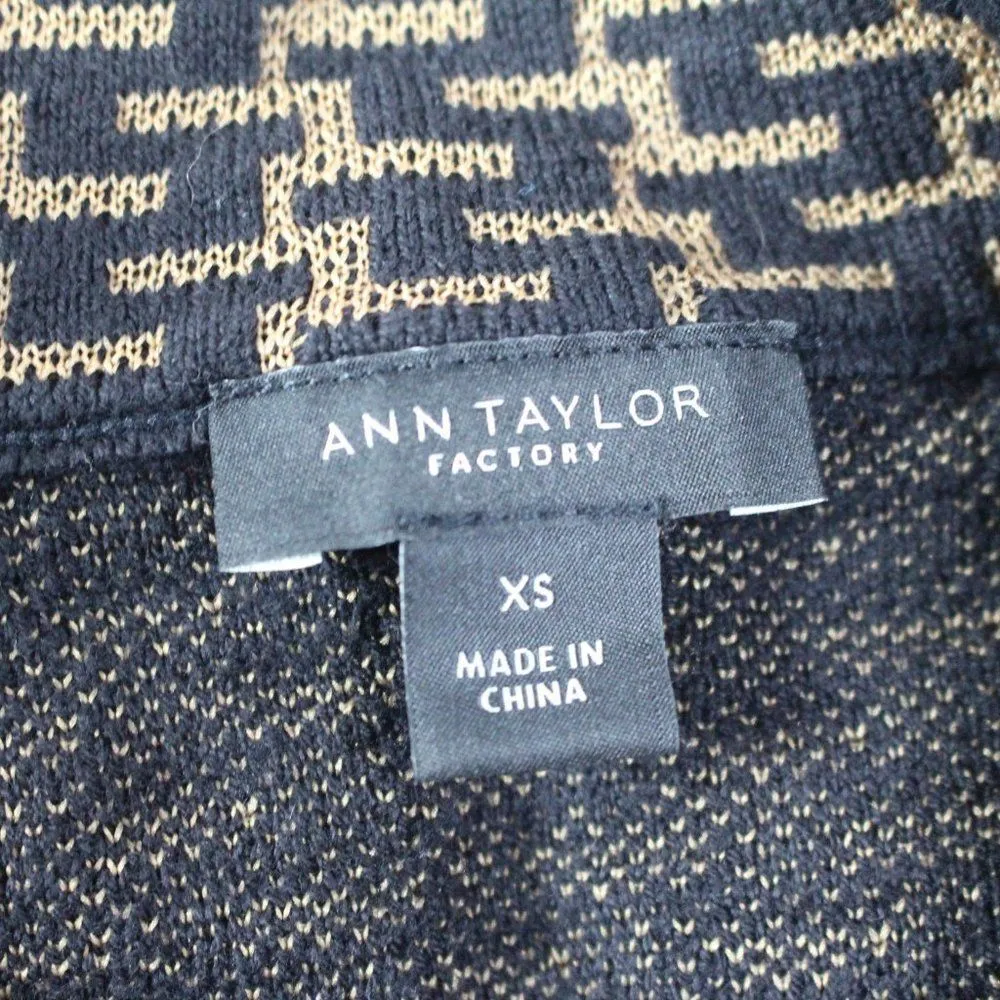 ANN TAYLOR
FACTORY
XS
MADE IN
CHINA